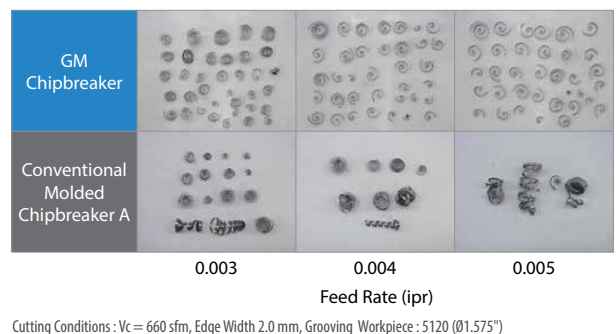 GM
Chipbreaker
Conventional
Molded
Chipbreaker A
0.003
0.004
0.005
Feed Rate (ipr)
Cutting Conditions : Vc = 660 sfm, Edge Width 2.0 mm, Grooving Workpiece : 5120 (Ø1.575")